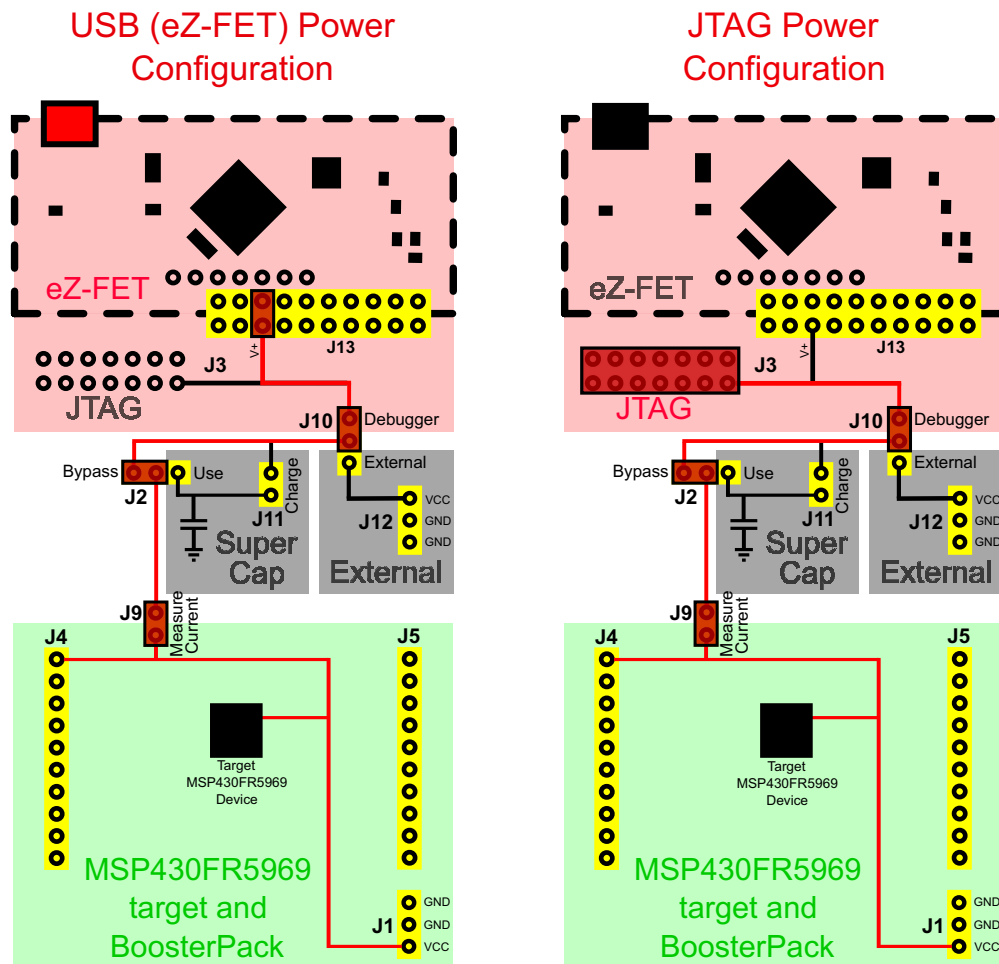 USB (eZ-FET) Power
Configuration
eZ-FET
V+
J13
J3
JTAG
J10
Debugger
Bypass
Use
External
J2
Charge
J11
VCC
J12
GND
GND
Super
Cap
External
J9
Measure
Current
J4
J5
Target
MSP430FR5969
Device
MSP430FR5969
target and
BoosterPack
GND
J1
GND
VCC
JTAG Power
Configuration
eZ-FET
V+
J13
J3
JTAG
J10
Debugger
Bypass
Use
External
J2
Charge
J11
VCC
J12
GND
GND
Super
Cap
External
J9
Measure
Current
J4
J5
Target
MSP430FR5969
Device
MSP430FR5969
target and
BoosterPack
GND
J1
GND
VCC